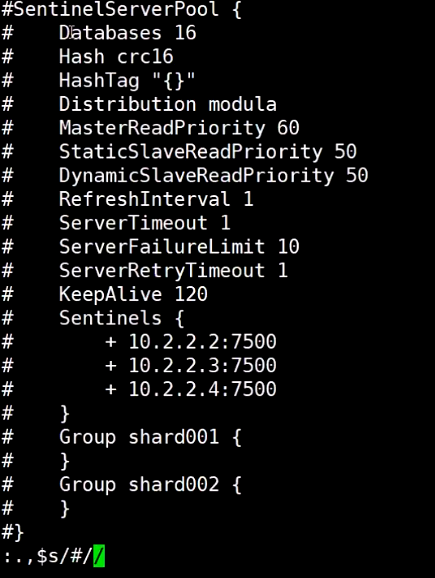 #SentinelServerPool {
#    Databases 16
#    Hash crc16
#    HashTag "{}"
#    Distribution modula
#    MasterReadPriority 60
#    StaticSlaveReadPriority 50
#    DynamicSlaveReadPriority 50
#    RefreshInterval 1
#    ServerTimeout 1
#    ServerFailureLimit 10
#    ServerRetryTimeout 1
#    KeepAlive 120
#    Sentinels {
#        + 10.2.2.2:7500
#        + 10.2.2.3:7500
#        + 10.2.2.4:7500
#    }
#    Group shard001 {
#    }
#    Group shard002 {
#    }
#}
:.,$s/#//